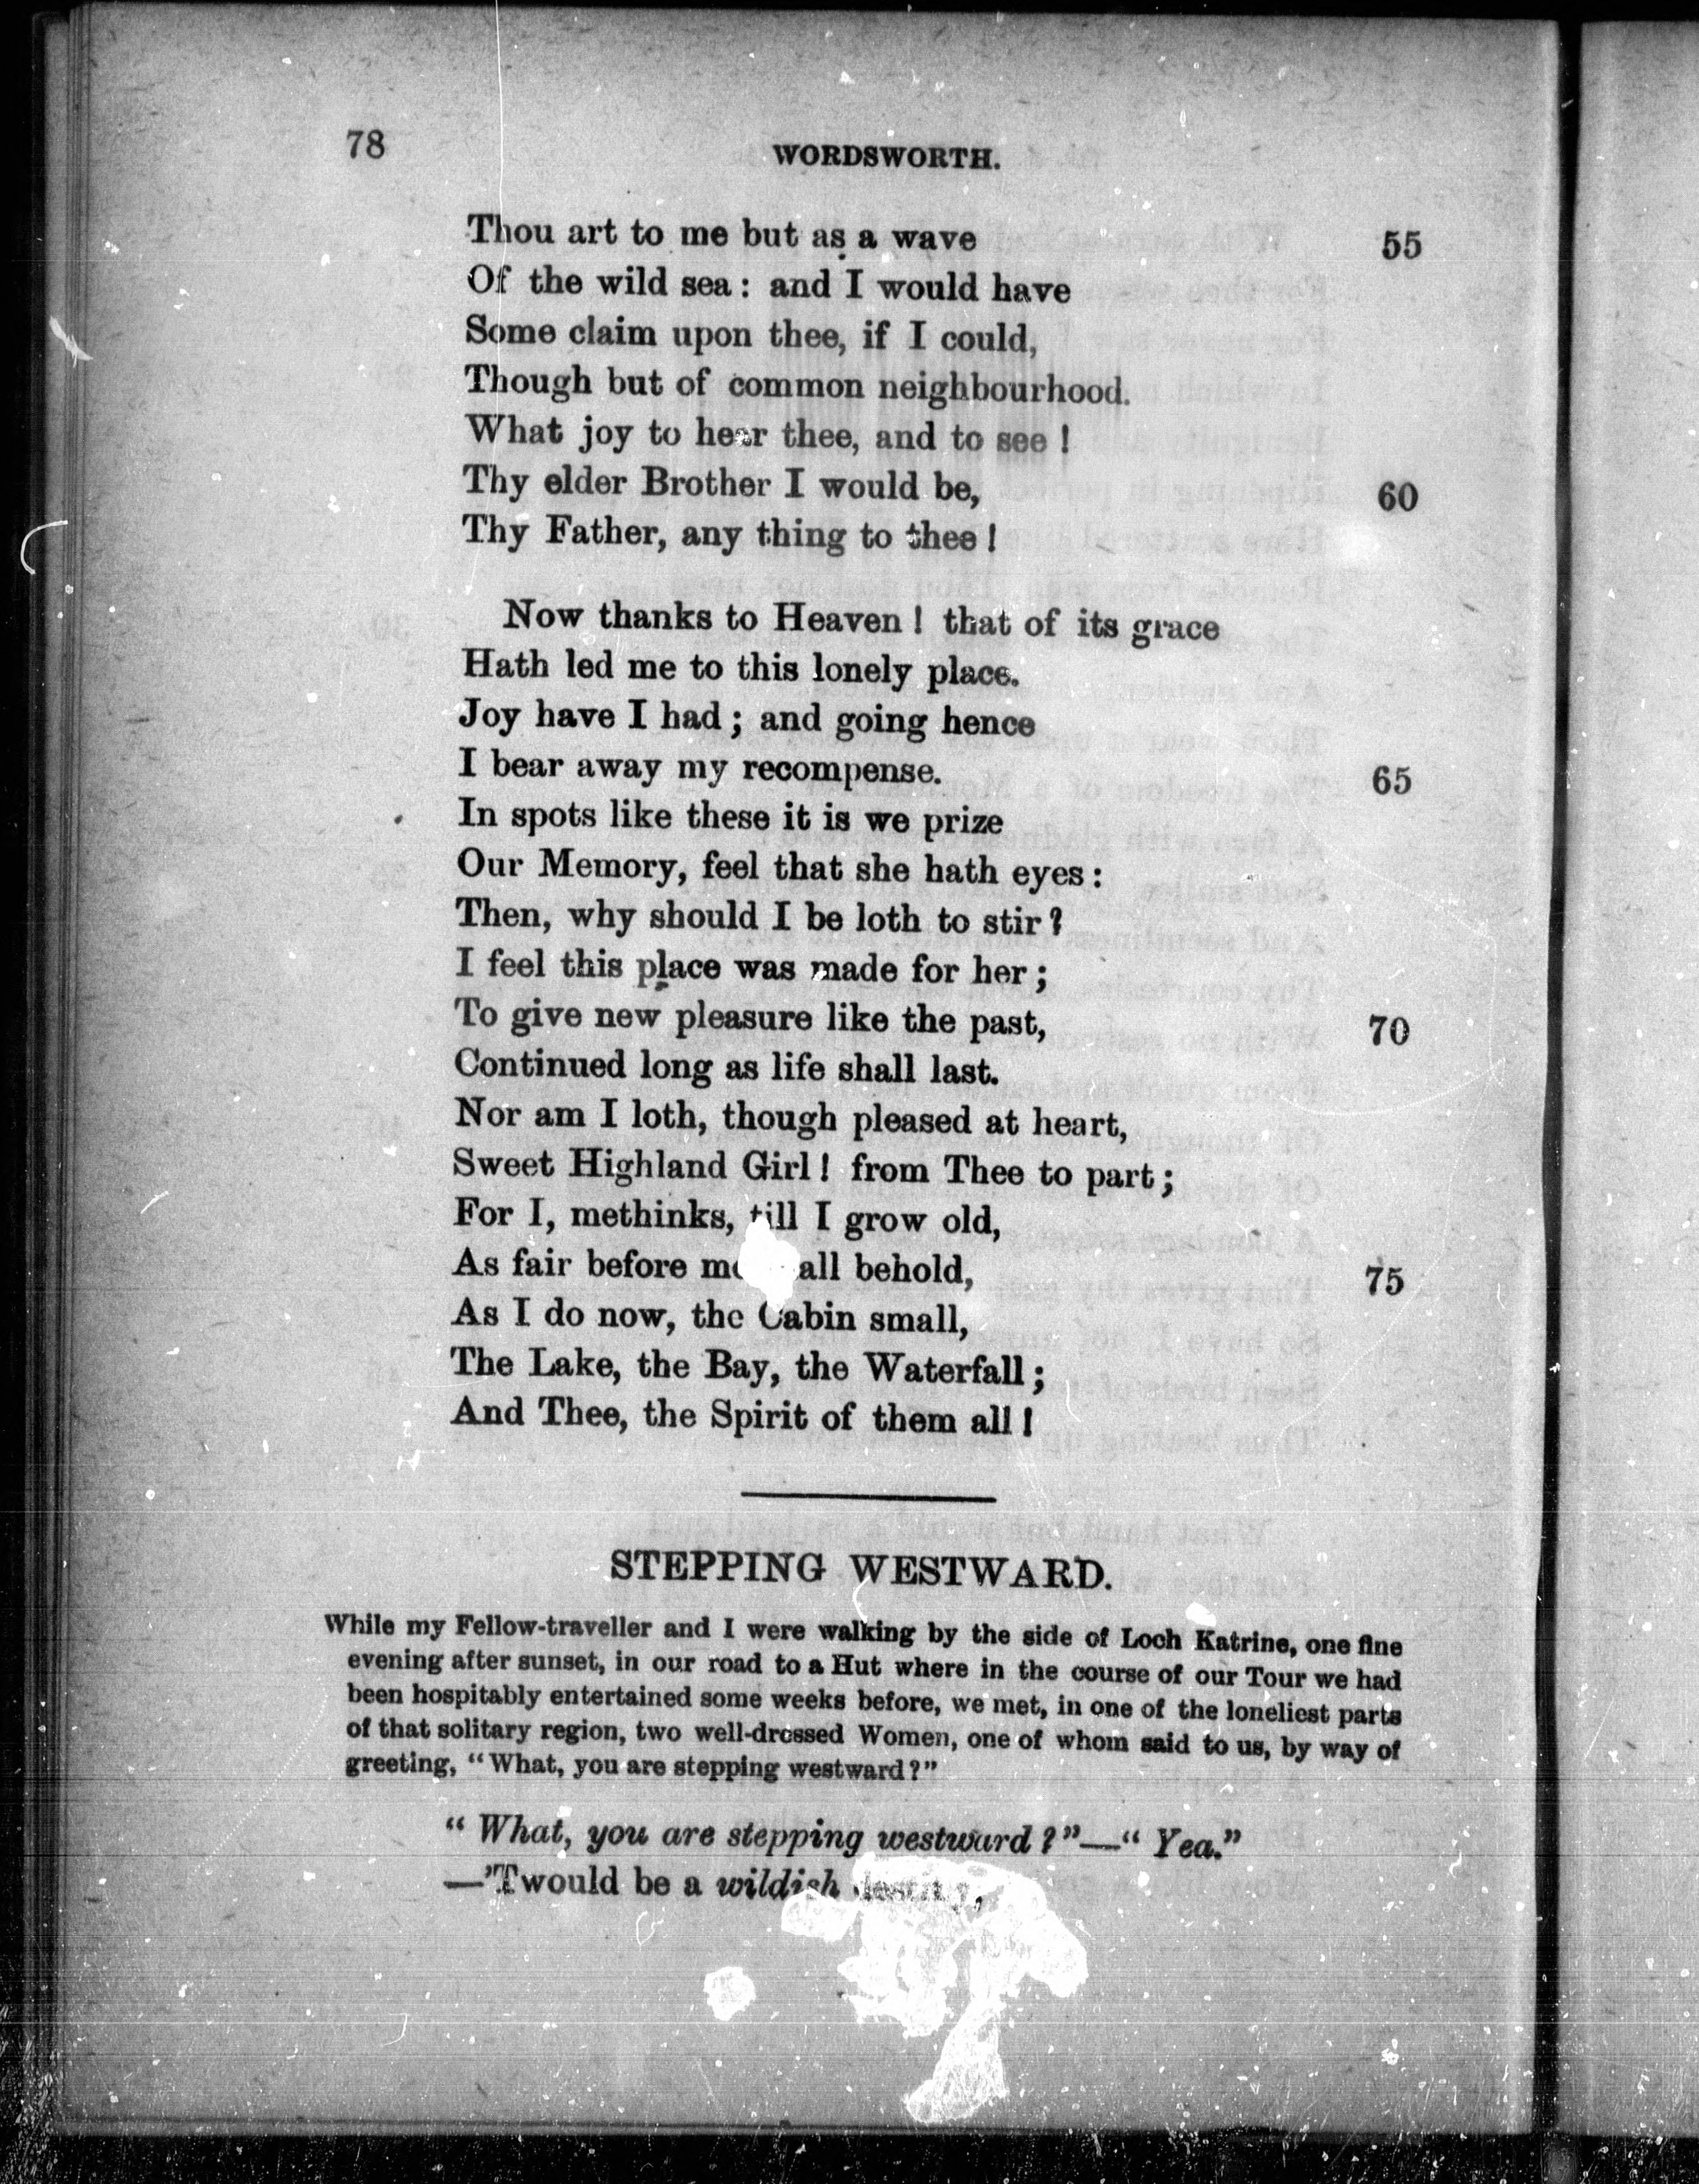 78
WORDSWORTH.
Thou art to me but as a wave 55
Of the wild sea: and I would have
Some claim upon thee, if I could,
Though but of common neighbourhood.
What joy to hear thee, and to see!
Thy elder Brother I would be, 60
Thy Father, any thing to thee!
Now thanks to Heaven! that of its grace
Hath led me to this lonely place.
Joy have I had; and going hence
I bear away my recompense. 65
In spots like these it is we prize
Our Memory, feel that she hath eyes:
Then, why should I be loth to stir?
I feel this place was made for her;
To give new pleasure like the past, 70
Continued long as life shall last.
Nor am I loth, though pleased at heart,
Sweet Highland Girl! from Thee to part;
For I, methinks, till I grow old,
As fair before me all behold, 75
As I do now, the Cabin small,
The Lake, the Bay, the Waterfall;
And Thee, the Spirit of them all!
STEPPING WESTWARD.
While my Fellow-traveller and I were walking by the side of Loch Katrine, one fine
evening after sunset, in our road to a Hut where in the course of our Tour we had
been hospitably entertained some weeks before, we met, in one of the loneliest parts
of that solitary region, two well-dressed Women, one of whom said to us, by way of
greeting, "What, you are stepping westward?"
"What, you are stepping westward?"—"Yea."
—'Twould be a wildish